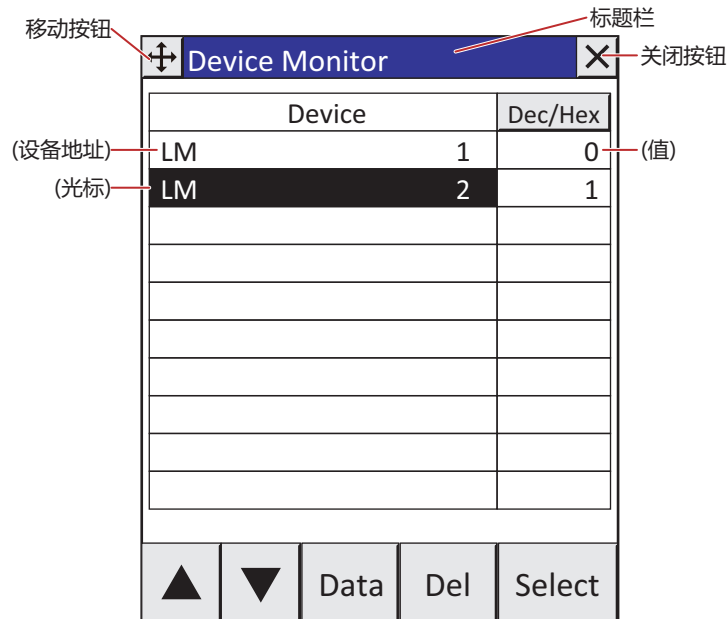 标题栏
移动按钮
Device Monitor
关闭按钮
Device Dec/Hex
(设备地址) LM 1 0 (值)
(光标) LM 2 1
Data Del Select